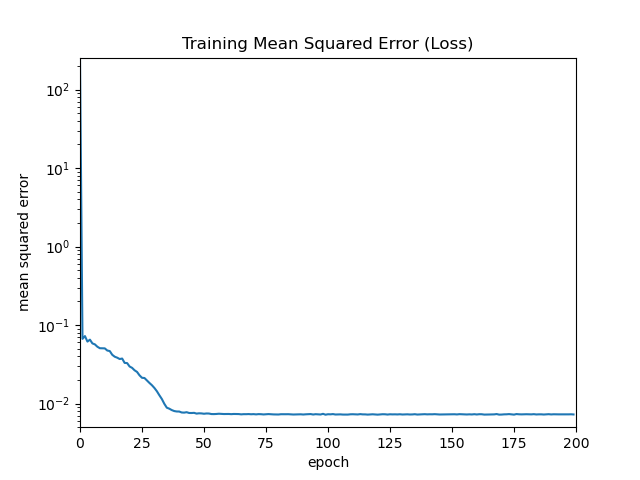 Training Mean Squared Error (Loss)
10²
10¹
10⁰
10⁻¹
10⁻²
mean squared error
0 25 50 75 100 125 150 175 200
epoch